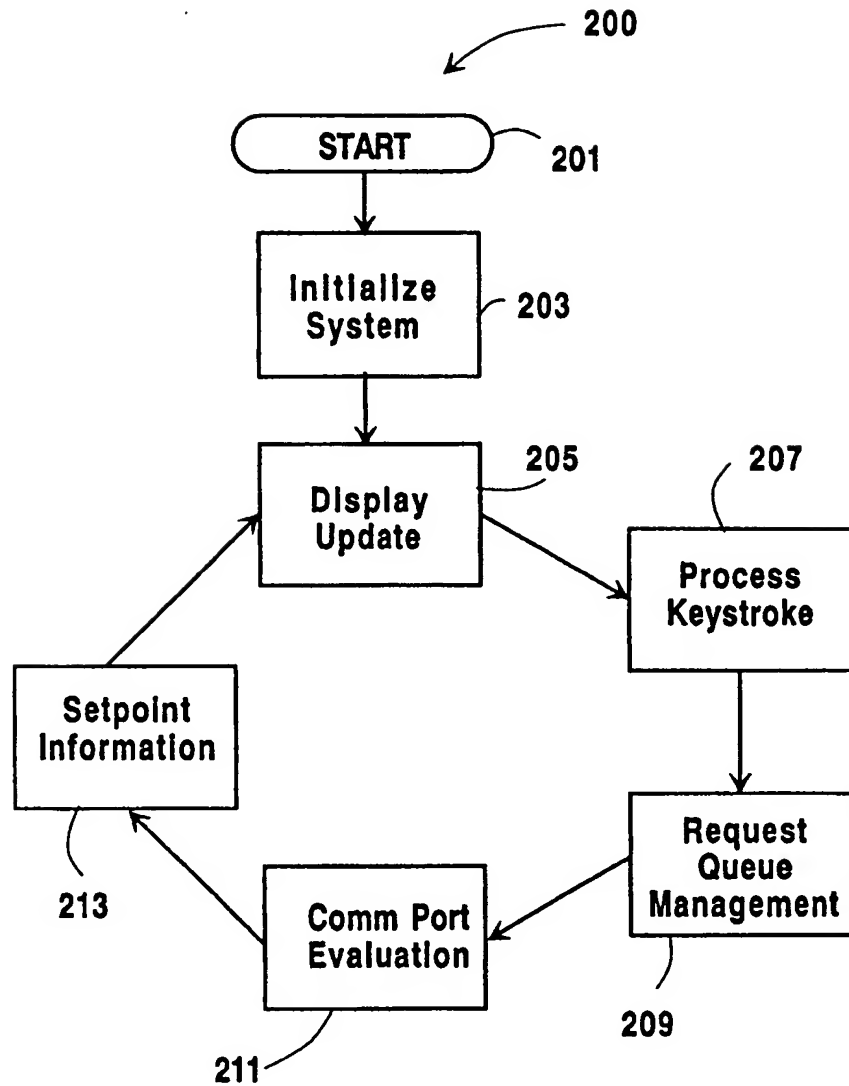 200
START
201
Initialize
System
203
Display
Update
205
207
Process
Keystroke
Setpoint
Information
213
Request
Queue
Management
209
Comm Port
Evaluation
211